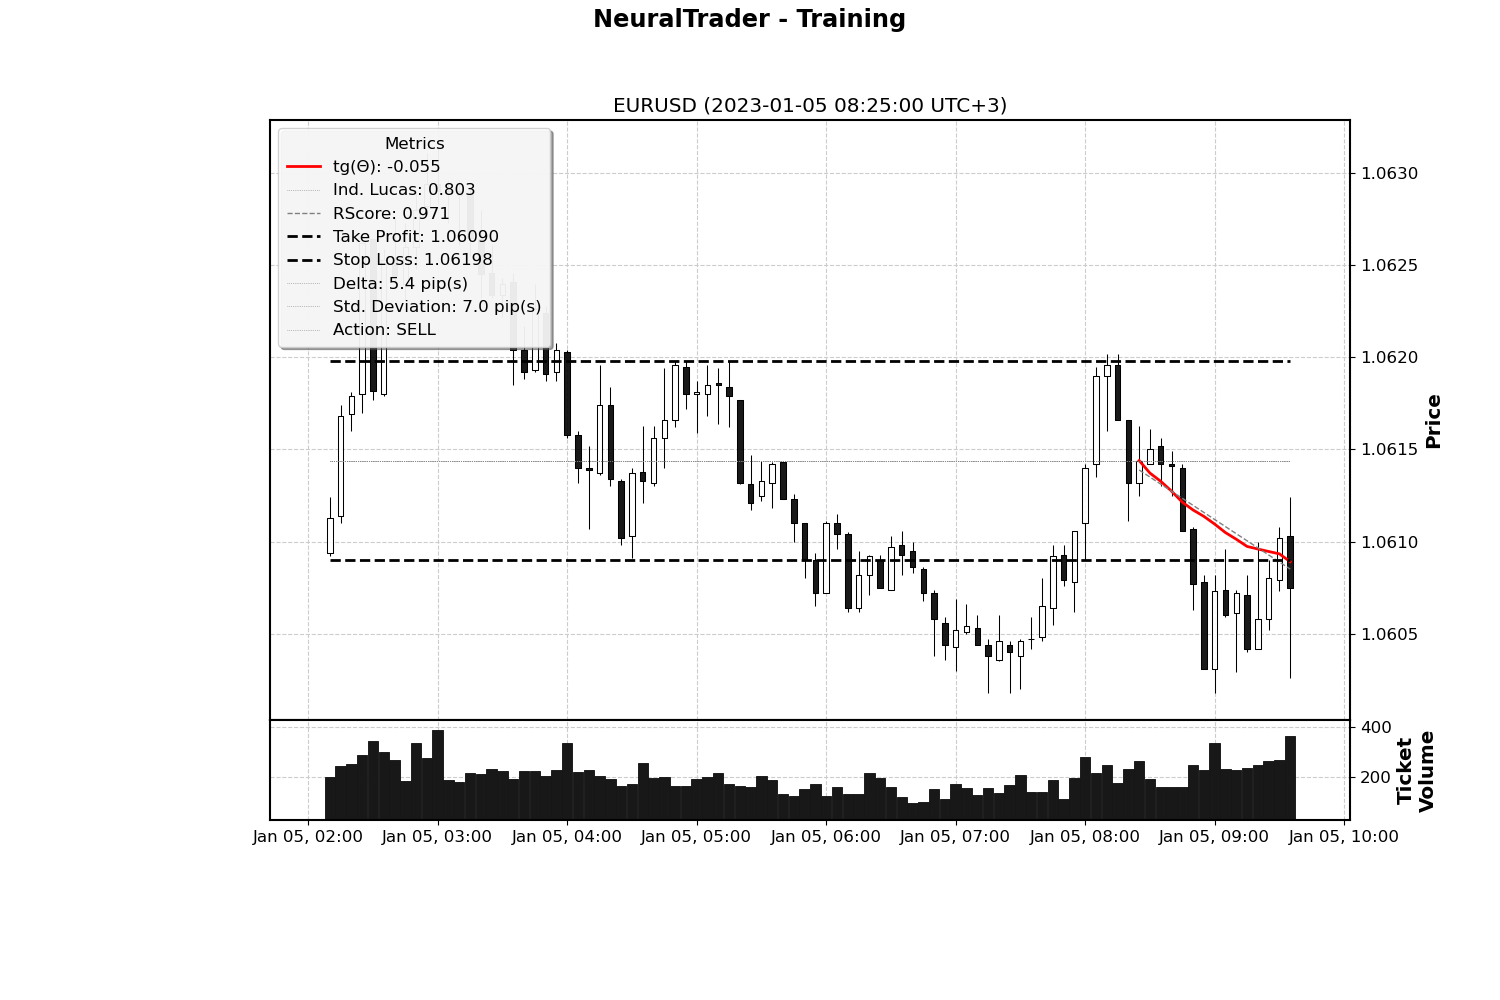 NeuralTrader - Training
EURUSD (2023-01-05 08:25:00 UTC+3)
Metrics
tg(Θ): -0.055
Ind. Lucas: 0.803
RScore: 0.971
Take Profit: 1.06090
Stop Loss: 1.06198
Delta: 5.4 pip(s)
Std. Deviation: 7.0 pip(s)
Action: SELL
1.0630
1.0625
1.0620
1.0615
1.0610
1.0605
Price
400
200
Ticket
Volume
Jan 05, 02:00
Jan 05, 03:00
Jan 05, 04:00
Jan 05, 05:00
Jan 05, 06:00
Jan 05, 07:00
Jan 05, 08:00
Jan 05, 09:00
Jan 05, 10:00